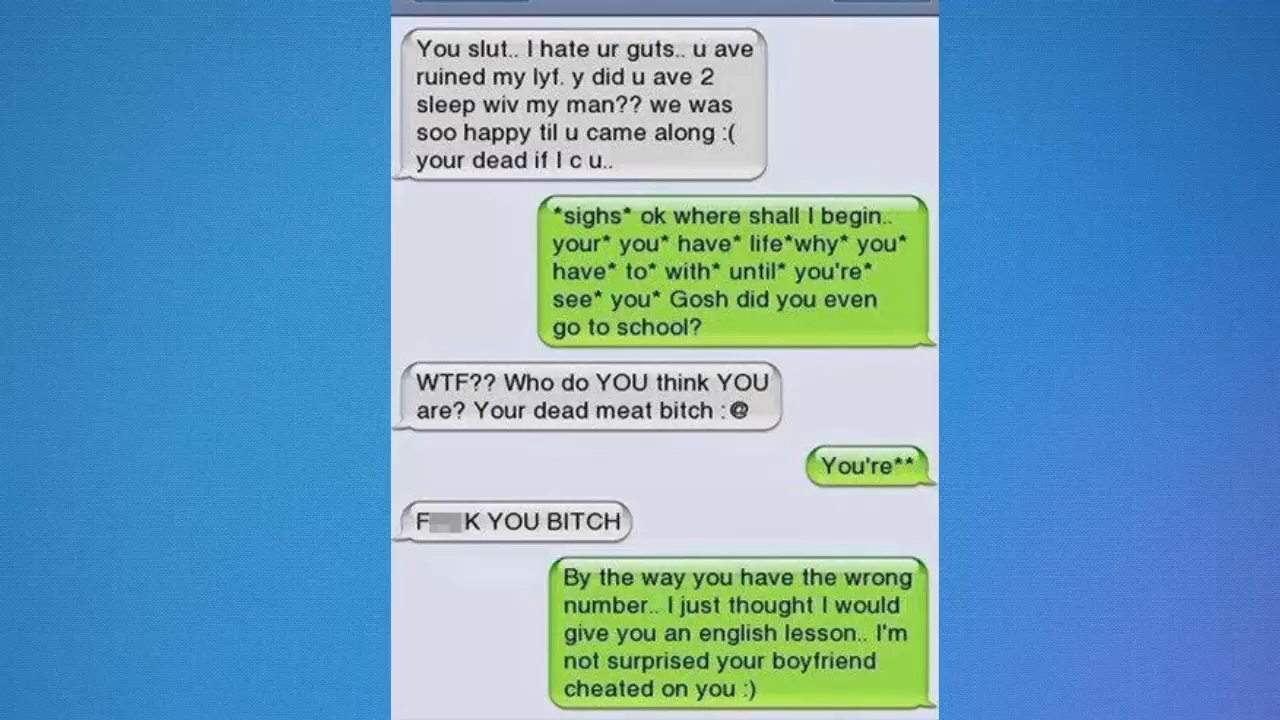 You slut.. I hate ur guts.. u ave
ruined my lyf. y did u ave 2
sleep wiv my man?? we was
soo happy til u came along :(
your dead if I c u..
*sighs* ok where shall I begin..
your* you* have* life*why* you*
have* to* with* until* you're*
see* you* Gosh did you even
go to school?
WTF?? Who do YOU think YOU
are? Your dead meat bitch :@
You're**
F K YOU BITCH
By the way you have the wrong
number.. I just thought I would
give you an english lesson.. I'm
not surprised your boyfriend
cheated on you :)